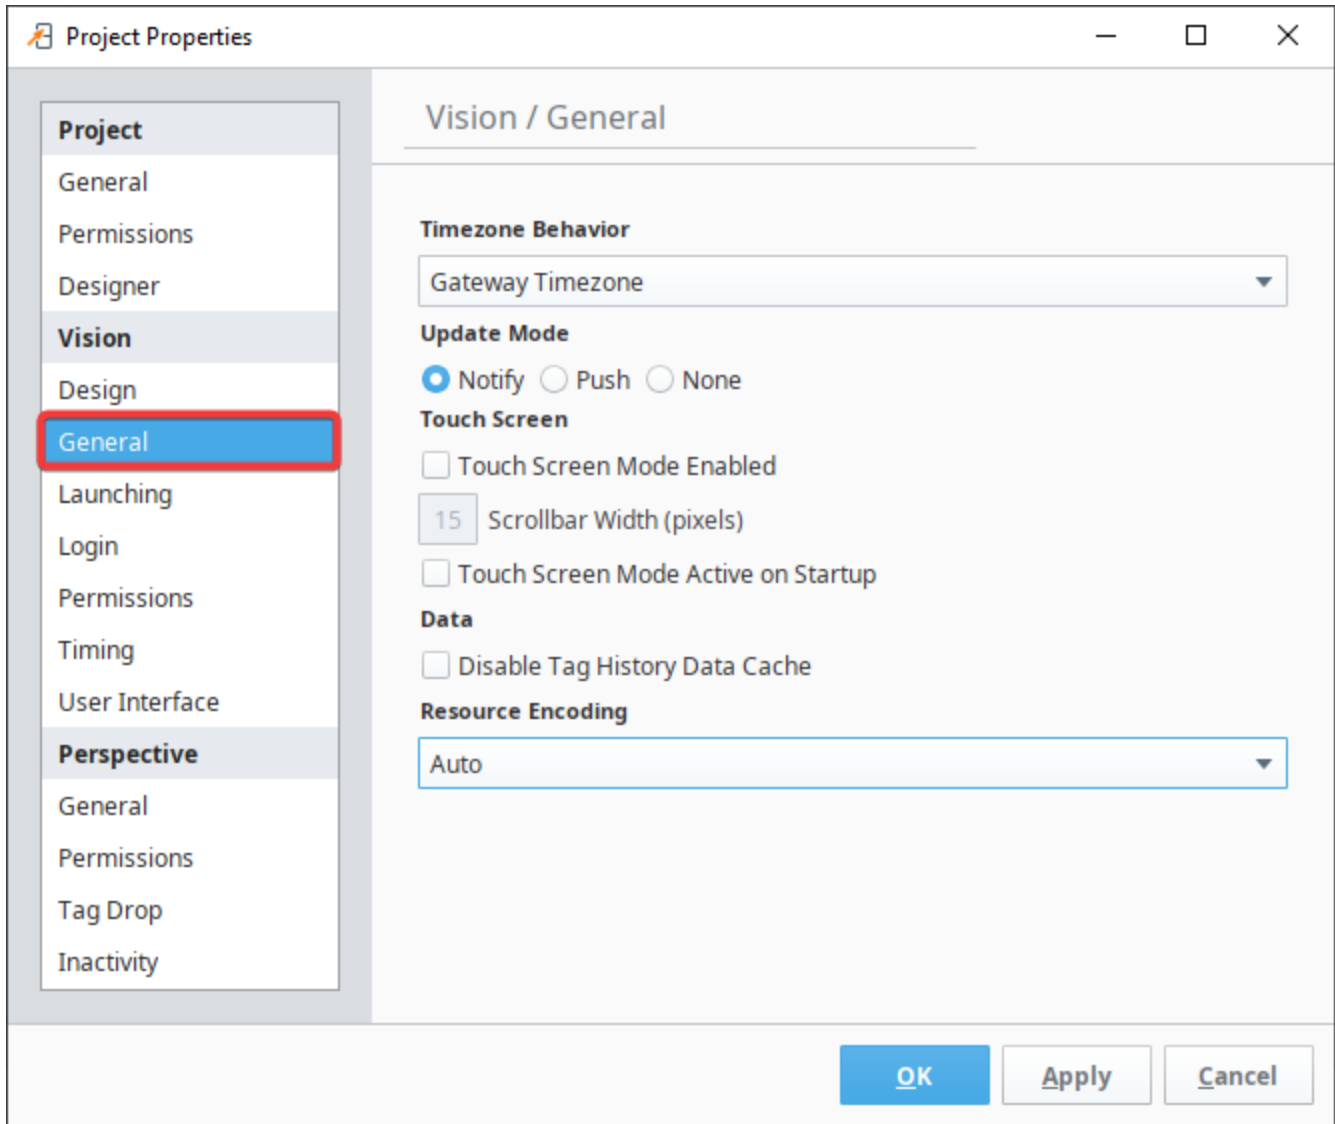 Project Properties
Project
General
Permissions
Designer
Vision
Design
General
Launching
Login
Permissions
Timing
User Interface
Perspective
General
Permissions
Tag Drop
Inactivity
Vision / General
Timezone Behavior
Gateway Timezone
Update Mode
Notify Push None
Touch Screen
Touch Screen Mode Enabled
15 Scrollbar Width (pixels)
Touch Screen Mode Active on Startup
Data
Disable Tag History Data Cache
Resource Encoding
Auto
OK Apply Cancel